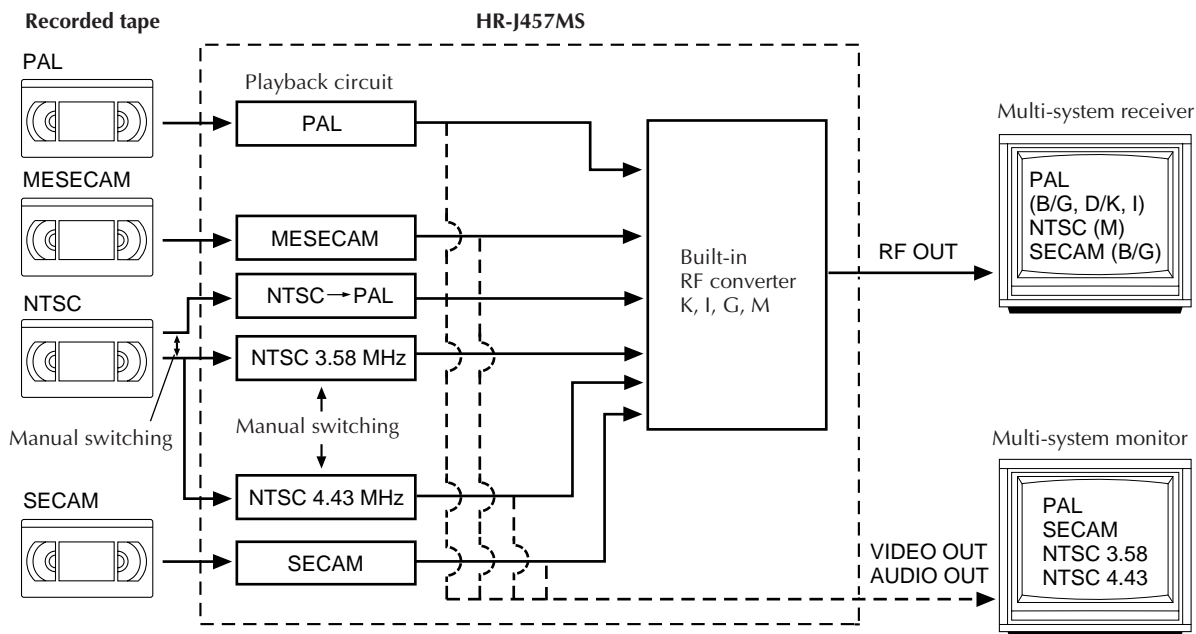 Recorded tape
HR-J457MS
PAL
MESECAM
NTSC
Manual switching
SECAM
Playback circuit
PAL
MESECAM
NTSC→PAL
NTSC 3.58 MHz
Manual switching
NTSC 4.43 MHz
SECAM
Built-in
RF converter
K, I, G, M
RF OUT
VIDEO OUT
AUDIO OUT
Multi-system receiver
PAL
(B/G, D/K, I)
NTSC (M)
SECAM (B/G)
Multi-system monitor
PAL
SECAM
NTSC 3.58
NTSC 4.43